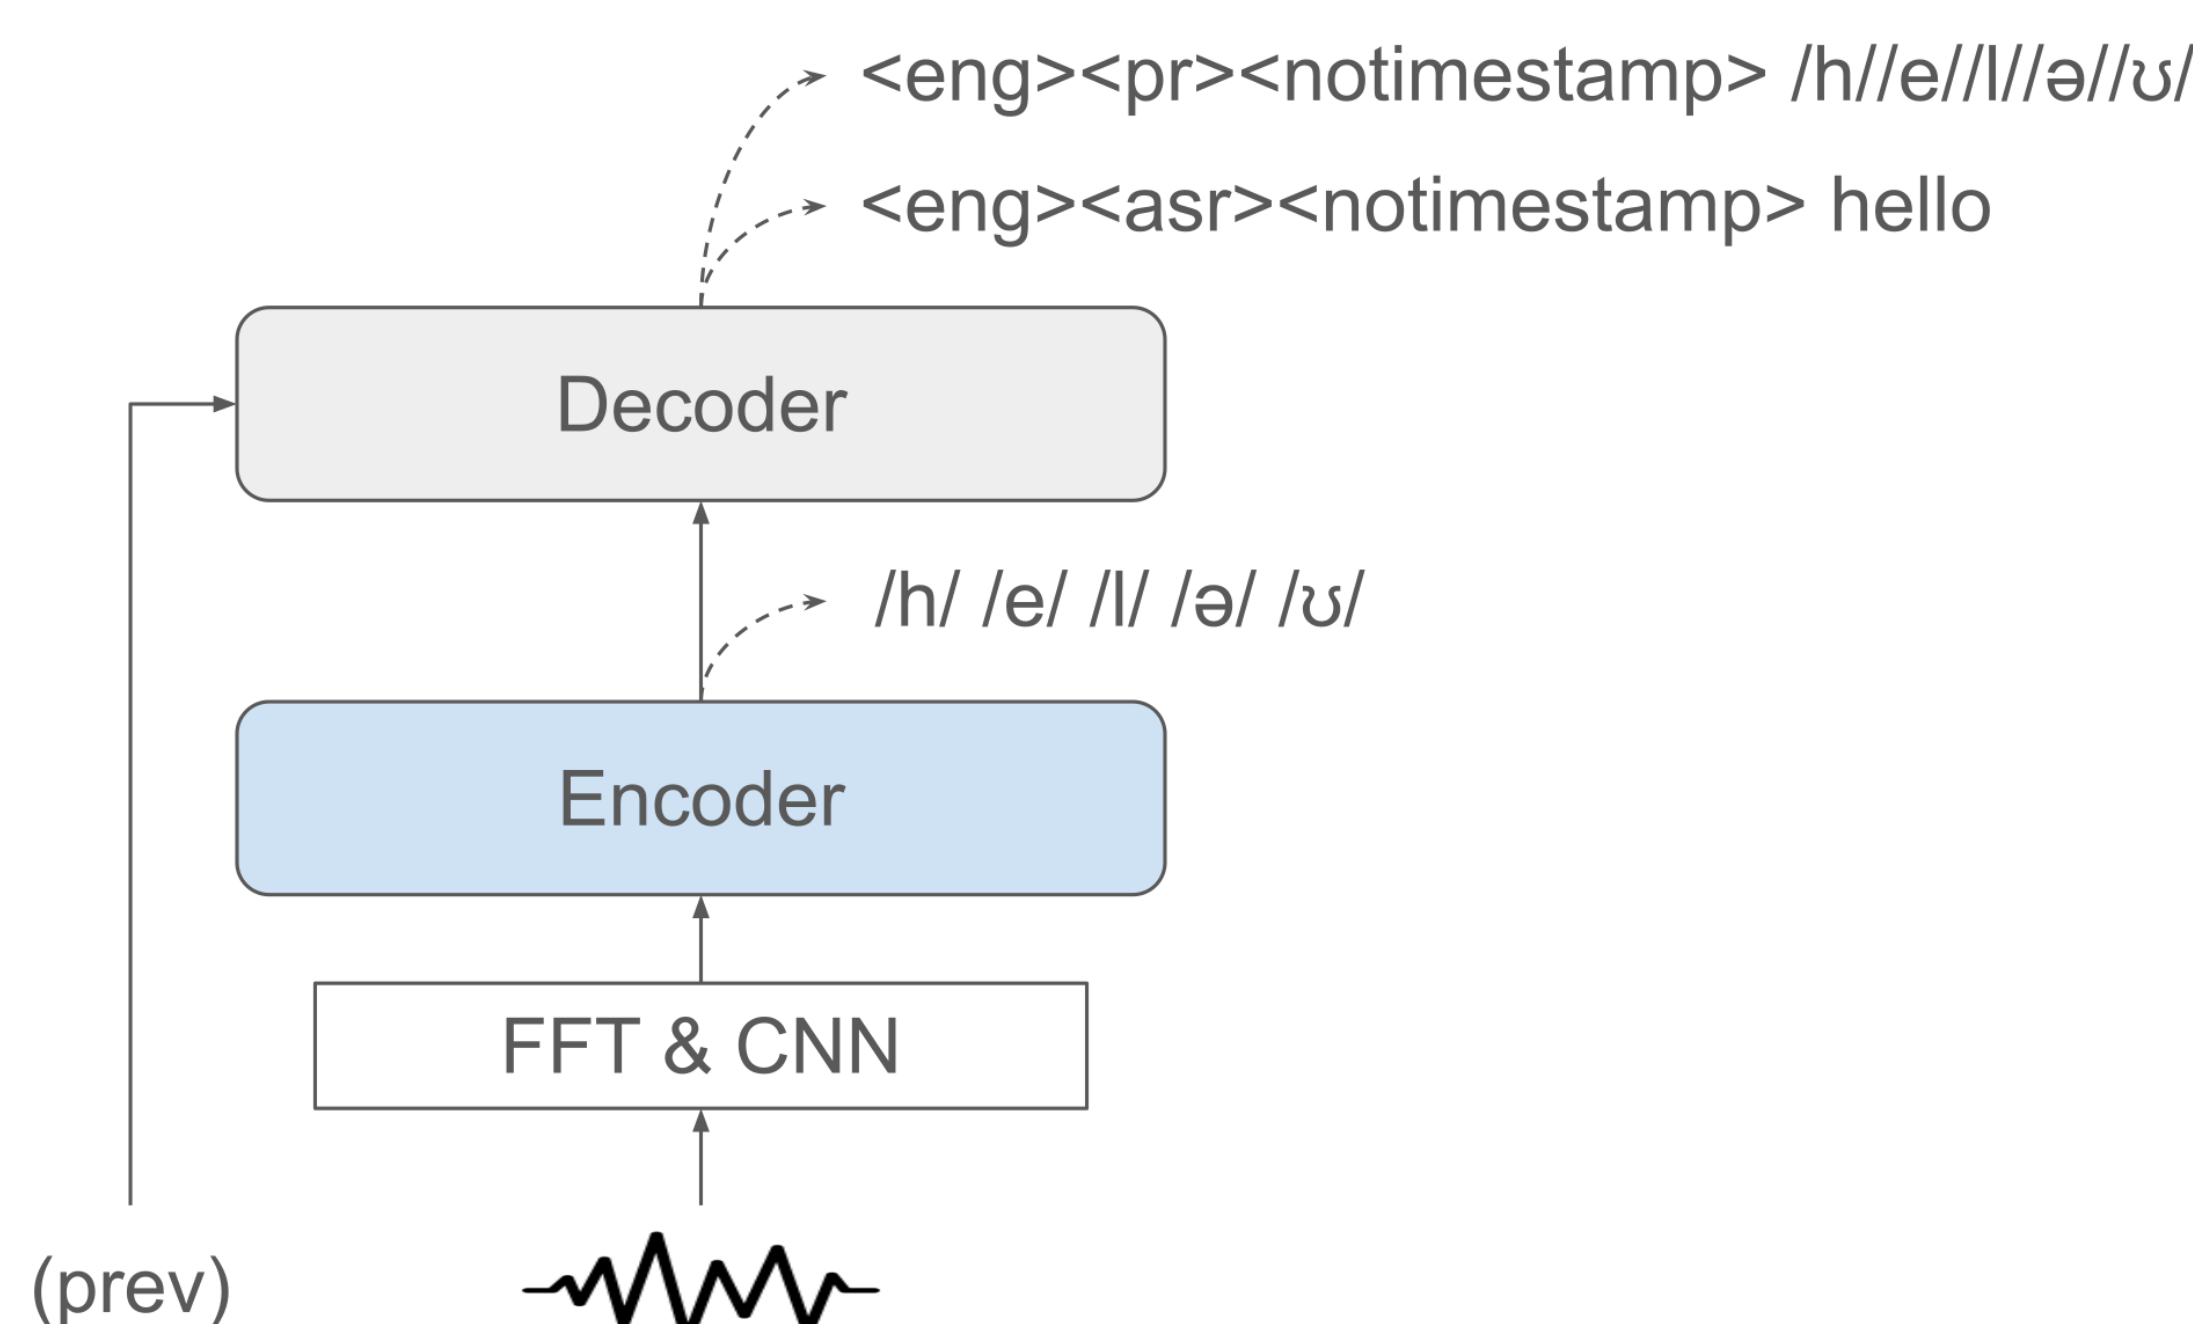 <eng><pr><notimestamp> /h//e//l//ə//ʊ/
<eng><asr><notimestamp> hello
Decoder
/h/ /e/ /l/ /ə/ /ʊ/
Encoder
FFT & CNN
(prev)